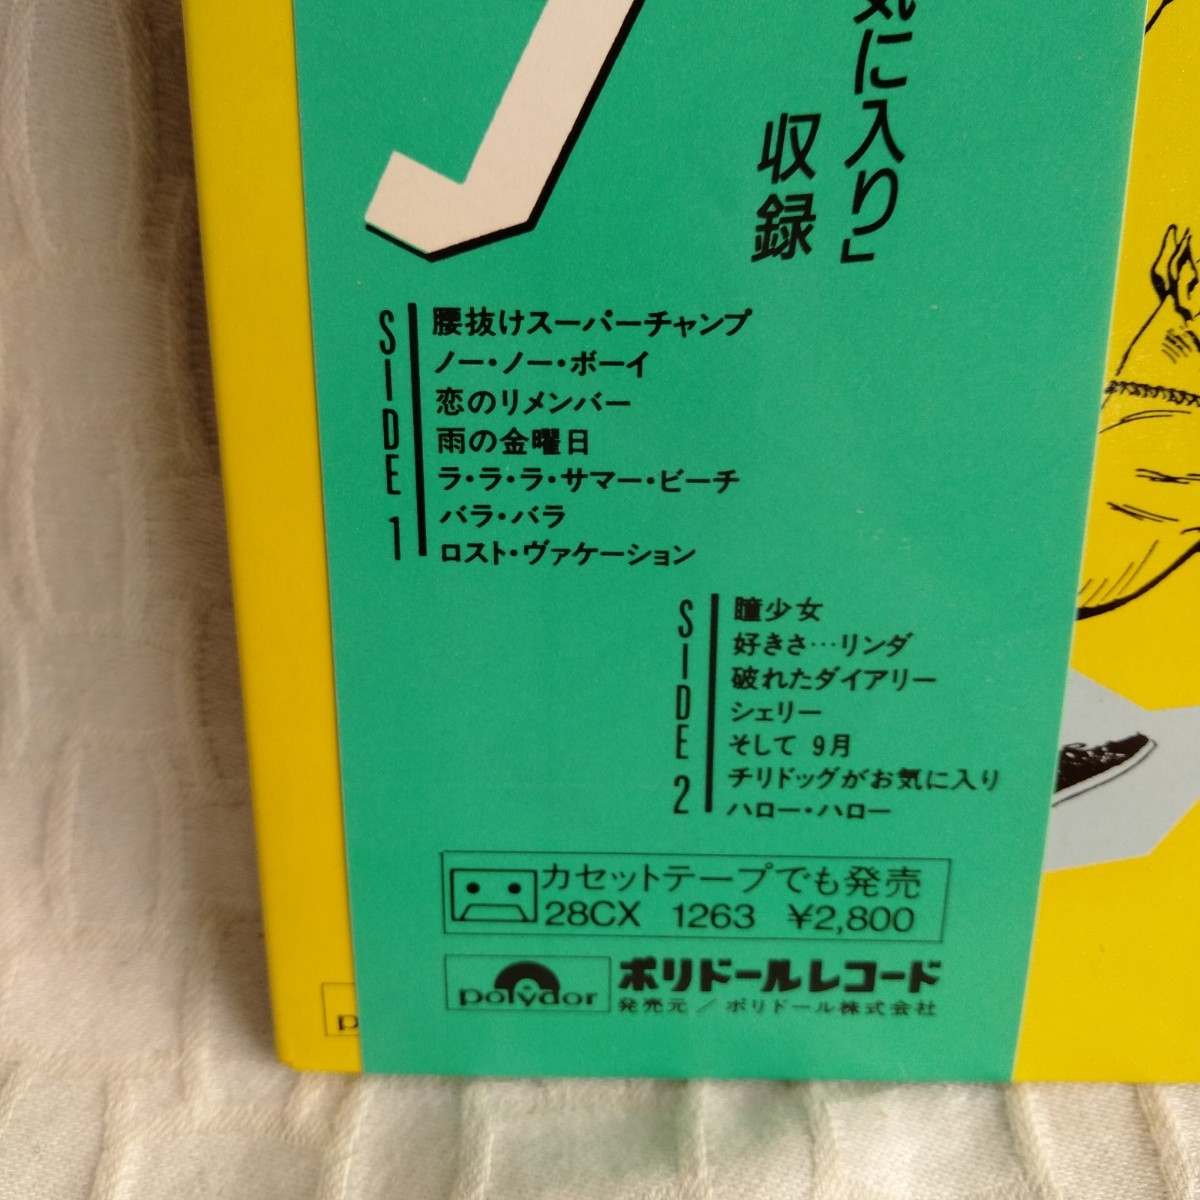 気に入り」
収録
SIDE 1
腰抜けスーパーチャンプ
ノー・ノー・ボーイ
恋のリメンバー
雨の金曜日
ラ・ラ・ラ・サマー・ビーチ
バラ・バラ
ロスト・ヴァケーション
SIDE 2
瞳少女
好きさ…リンダ
破れたダイアリー
シェリー
そして 9月
チリドッグがお気に入り
ハロー・ハロー
カセットテープでも発売
28CX 1263 ¥2,800
polydor
ポリドールレコード
発売元／ポリドール株式会社